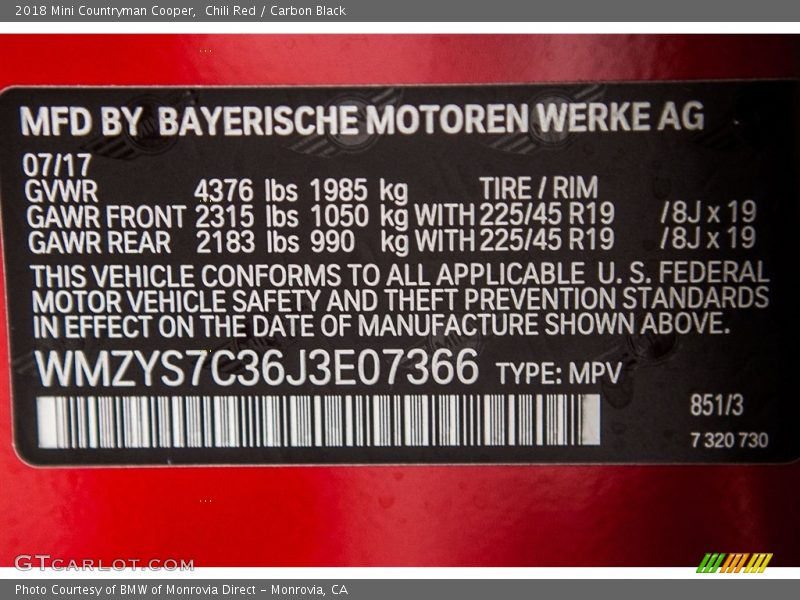 2018 Mini Countryman Cooper,  Chili Red / Carbon Black
MFD BY BAYERISCHE MOTOREN WERKE AG
07/17
GVWR 4376 lbs 1985 kg TIRE / RIM
GAWR FRONT 2315 lbs 1050 kg WITH 225/45 R19 /8J x 19
GAWR REAR 2183 lbs 990 kg WITH 225/45 R19 /8J x 19
THIS VEHICLE CONFORMS TO ALL APPLICABLE U. S. FEDERAL
MOTOR VEHICLE SAFETY AND THEFT PREVENTION STANDARDS
IN EFFECT ON THE DATE OF MANUFACTURE SHOWN ABOVE.
WMZYS7C36J3E07366 TYPE: MPV
851/3
7 320 730
GTcarlot.com
Photo Courtesy of BMW of Monrovia Direct - Monrovia, CA